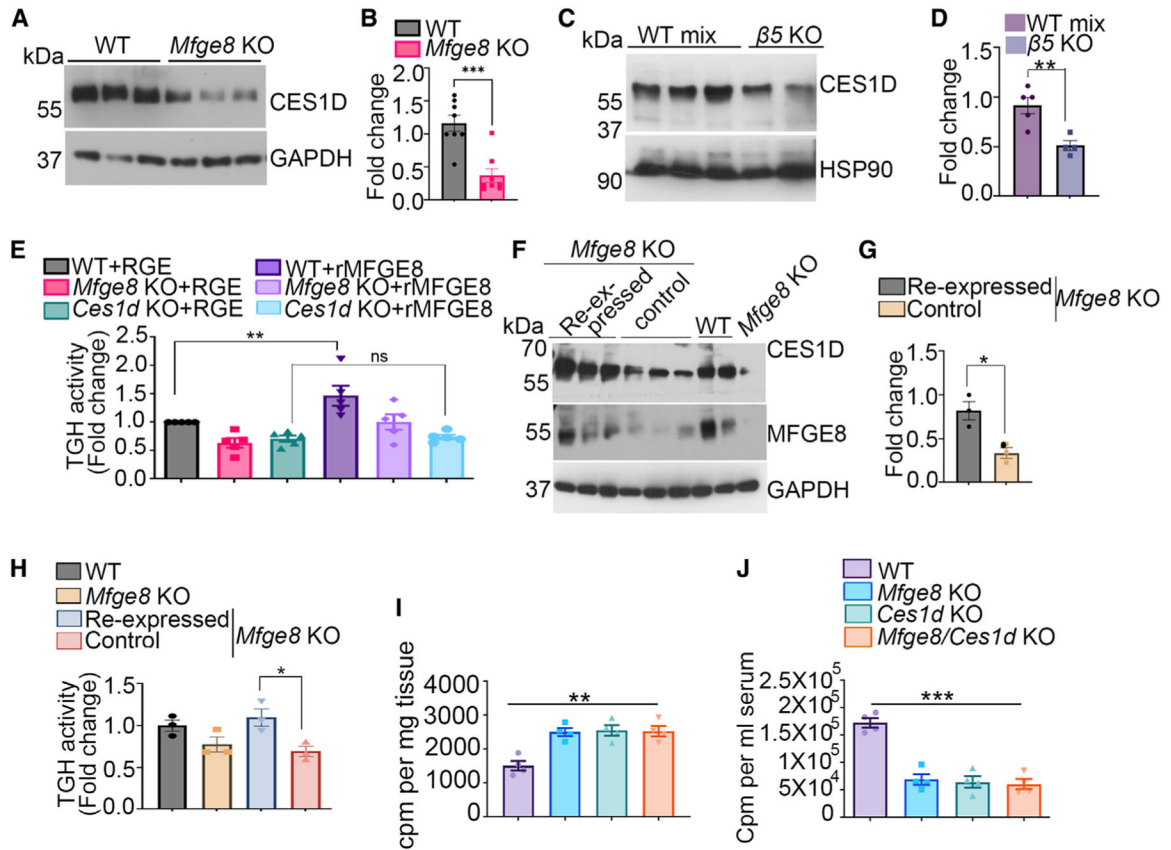 A
kDa
WT
Mfge8 KO
55
CES1D
37
GAPDH
B
WT
Mfge8 KO
***
Fold change
2.0
1.5
1.0
0.5
0.0
C
kDa
WT mix
β5 KO
55
CES1D
37
90
HSP90
D
WT mix
β5 KO
**
Fold change
1.5
1.0
0.5
0.0
E
WT+RGE
Mfge8 KO+RGE
Ces1d KO+RGE
WT+rMFGE8
Mfge8 KO+rMFGE8
Ces1d KO+rMFGE8
TGH activity
(Fold change)
2.5
2.0
1.5
1.0
0.5
0.0
**
ns
F
Mfge8 KO
Re-ex-
pressed
control
WT
Mfge8 KO
kDa
70
CES1D
55
55
MFGE8
37
GAPDH
G
Re-expressed
Control
Mfge8 KO
Fold change
1.5
1.0
0.5
0.0
*
H
WT
Mfge8 KO
Re-expressed
Control
Mfge8 KO
TGH activity
(Fold change)
1.5
1.0
0.5
0.0
*
I
cpm per mg tissue
4000
3000
2000
1000
0
**
J
WT
Mfge8 KO
Ces1d KO
Mfge8/Ces1d KO
Cpm per ml serum
2.5X10⁵
2X10⁵
1.5X10⁵
1X10⁵
5X10⁴
0
***